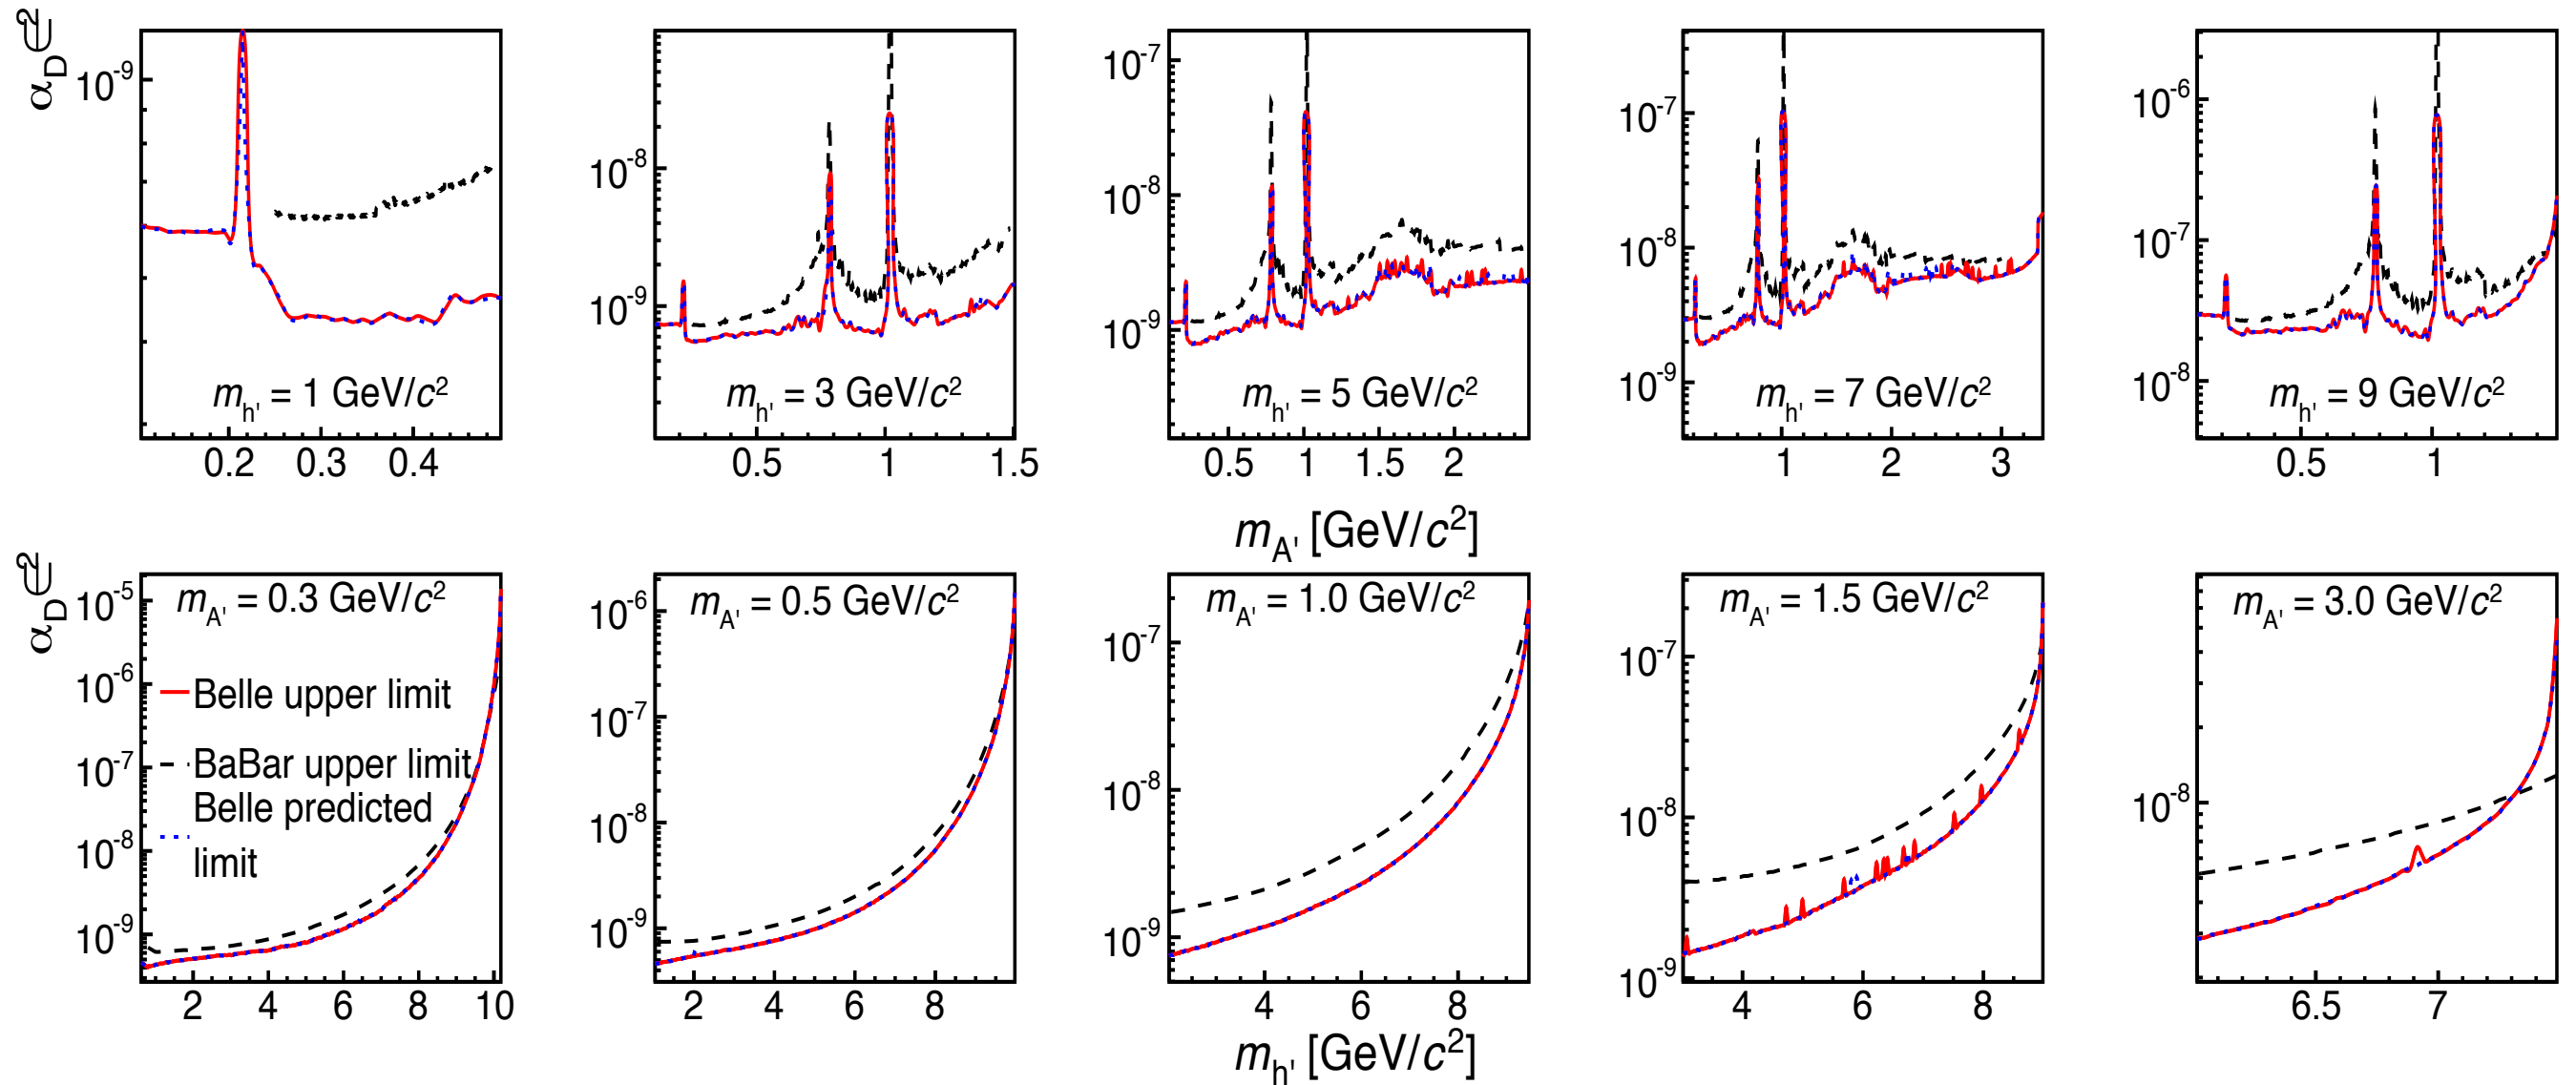 α_D ∈²
10⁻⁹
m_h' = 1 GeV/c²
0.2 0.3 0.4
10⁻⁸
10⁻⁹
m_h' = 3 GeV/c²
0.5 1 1.5
10⁻⁷
10⁻⁸
10⁻⁹
m_h' = 5 GeV/c²
0.5 1 1.5 2
10⁻⁷
10⁻⁸
10⁻⁹
m_h' = 7 GeV/c²
1 2 3
10⁻⁶
10⁻⁷
10⁻⁸
m_h' = 9 GeV/c²
0.5 1
m_A' [GeV/c²]
α_D ∈²
10⁻⁵
10⁻⁶
10⁻⁷
10⁻⁸
10⁻⁹
m_A' = 0.3 GeV/c²
Belle upper limit
BaBar upper limit
Belle predicted
limit
2 4 6 8 10
10⁻⁶
10⁻⁷
10⁻⁸
10⁻⁹
m_A' = 0.5 GeV/c²
2 4 6 8
10⁻⁷
10⁻⁸
10⁻⁹
m_A' = 1.0 GeV/c²
4 6 8
10⁻⁷
10⁻⁸
10⁻⁹
m_A' = 1.5 GeV/c²
4 6 8
10⁻⁸
m_A' = 3.0 GeV/c²
6.5 7
m_h' [GeV/c²]